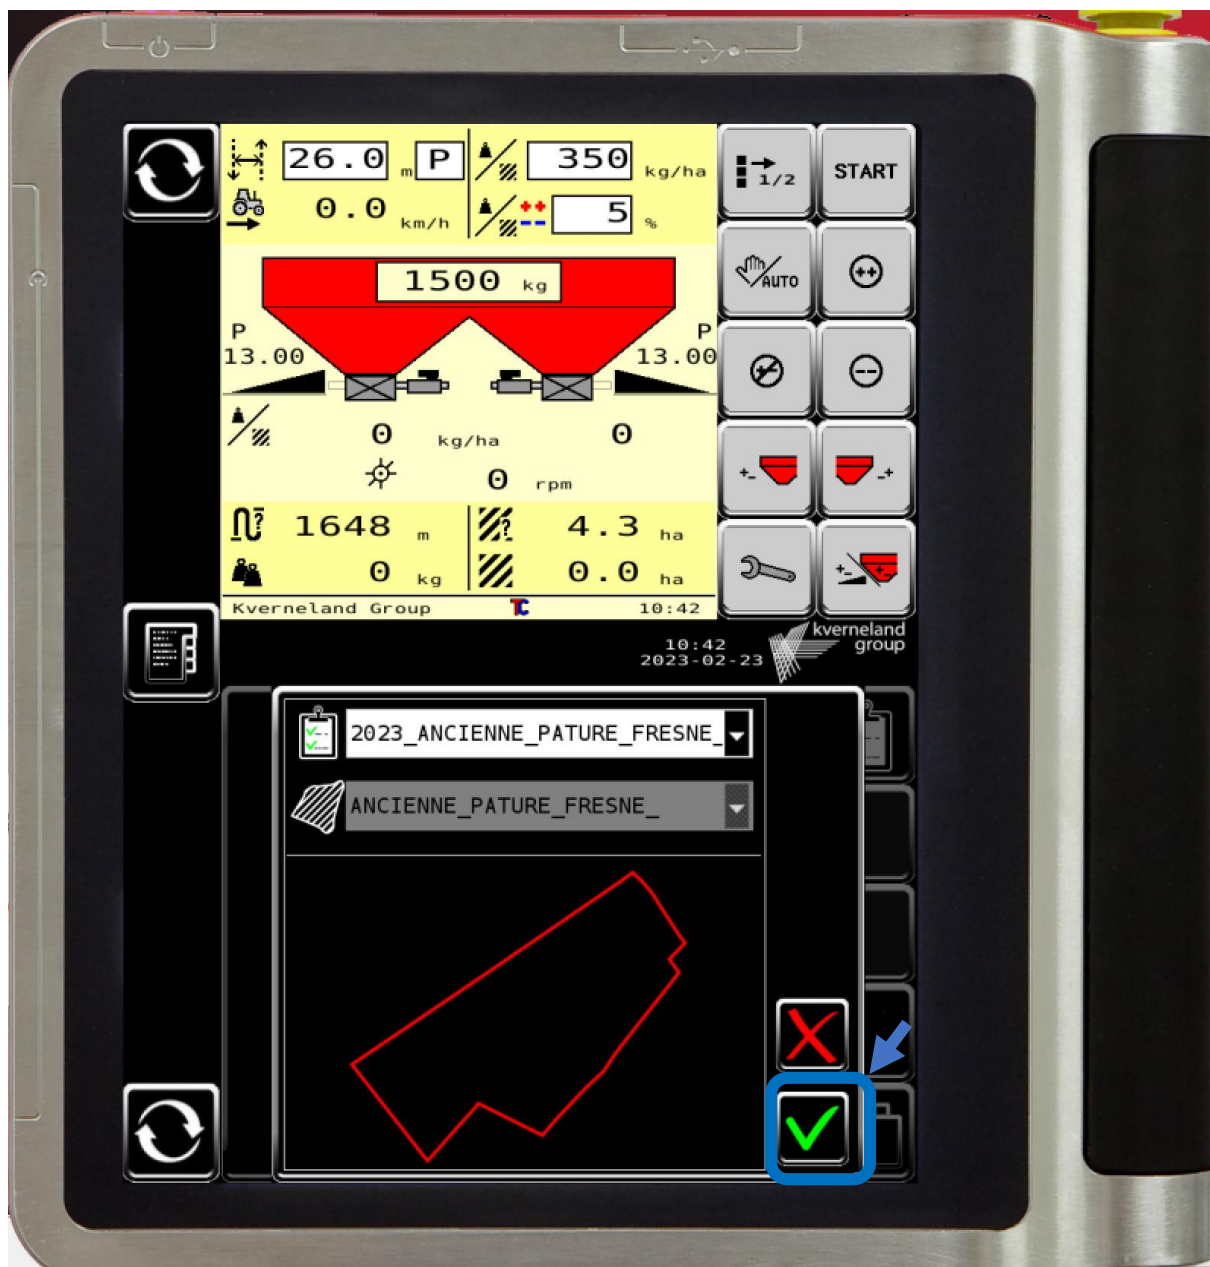 26.0 m P 350 kg/ha
0.0 km/h ++ -- 5 %
1/2 START
1500 kg
AUTO ++
P P
13.00 13.00
--
0 kg/ha 0
0 rpm
+- -+
? 1648 m ? 4.3 ha
0 kg 0.0 ha
+- +-
Kverneland Group TC 10:42
10:42
2023-02-23
kverneland
group
2023_ANCIENNE_PATURE_FRESNE_
ANCIENNE_PATURE_FRESNE_